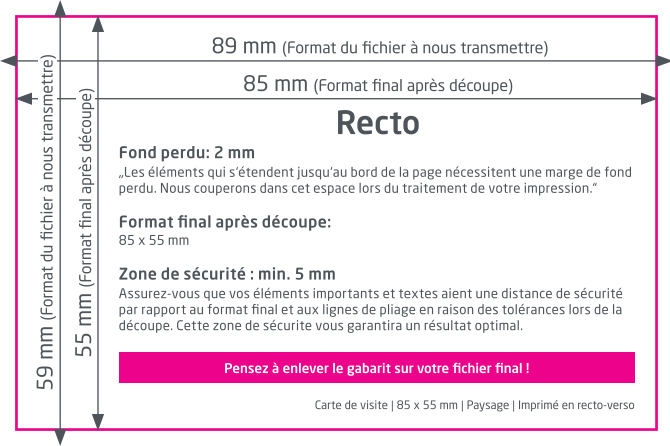 89 mm (Format du fichier à nous transmettre)
85 mm (Format final après découpe)
59 mm (Format du fichier à nous transmettre)
55 mm (Format final après découpe)
Recto
Fond perdu: 2 mm
„Les éléments qui s'étendent jusqu'au bord de la page nécessitent une marge de fond
perdu. Nous couperons dans cet espace lors du traitement de votre impression.“
Format final après découpe:
85 x 55 mm
Zone de sécurité : min. 5 mm
Assurez-vous que vos éléments importants et textes aient une distance de sécurité
par rapport au format final et aux lignes de pliage en raison des tolérances lors de la
découpe. Cette zone de sécurite vous garantira un résultat optimal.
Pensez à enlever le gabarit sur votre fichier final !
Carte de visite | 85 x 55 mm | Paysage | Imprimé en recto-verso